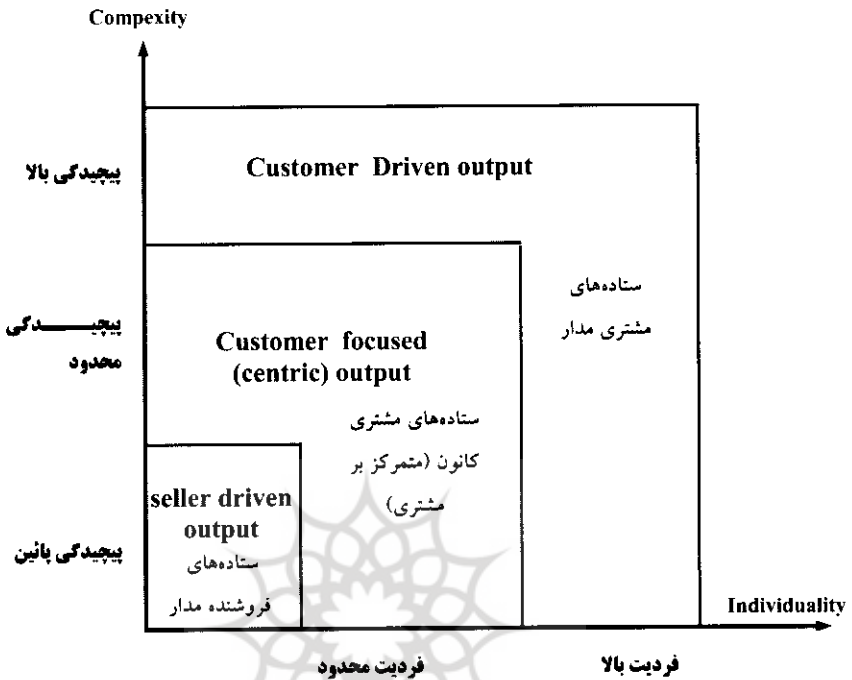 Compexity
پیچیدگی بالا
Customer Driven output
ستاده‌های
مشتری مدار
پیچیــــدگی
محدود
Customer focused
(centric) output
ستاده‌های مشتری
کانون (متمرکز بر
مشتری)
seller driven
output
ستاده‌های
فروشنده مدار
پیچیدگی پائین
Individuality
فردیت محدود
فردیت بالا